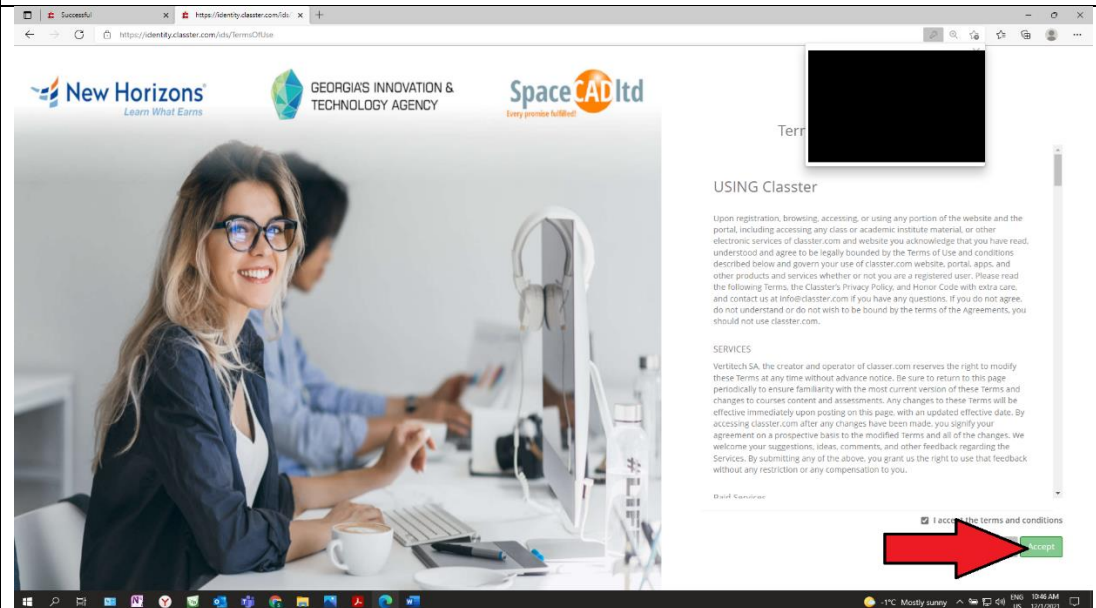 Successful
https://identity.classter.com/ids/
https://identity.classter.com/ids/TermsOfUse
New Horizons®
Learn What Earns
GEORGIA'S INNOVATION &
TECHNOLOGY AGENCY
SpaceCADltd
Every promise fulfilled!
USING Classter
Upon registration, browsing, accessing, or using any portion of the website and the
portal, including accessing any class or academic institute material, or other
electronic services of classter.com and website you acknowledge that you have read,
understood and agree to be legally bounded by the Terms of Use and conditions
described below and govern your use of classter.com website, portal, apps, and
other products and services whether or not you are a registered user. Please read
the following Terms, the Classter's Privacy Policy, and Honor Code with extra care,
and contact us at info@classter.com if you have any questions. If you do not agree,
do not understand or do not wish to be bound by the terms of the Agreements, you
should not use classter.com.
SERVICES
Vertitech SA, the creator and operator of classer.com reserves the right to modify
these Terms at any time without advance notice. Be sure to return to this page
periodically to ensure familiarity with the most current version of these Terms and
changes to courses content and assessments. Any changes to these Terms will be
effective immediately upon posting on this page, with an updated effective date. By
accessing classter.com after any changes have been made, you signify your
agreement on a prospective basis to the modified Terms and all of the changes. We
welcome your suggestions, ideas, comments, and other feedback regarding the
Services. By submitting any of the above, you grant us the right to use that feedback
without any restriction or any compensation to you.
Paid Services
I accept the terms and conditions
Accept
-1°C Mostly sunny
ENG
US
10:46 AM
12/1/2021